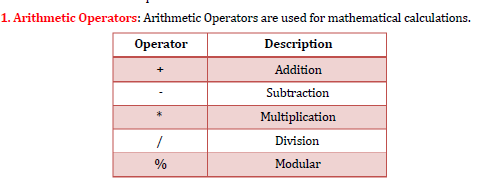 1. Arithmetic Operators: Arithmetic Operators are used for mathematical calculations.
Operator Description
+ Addition
- Subtraction
* Multiplication
/ Division
% Modular